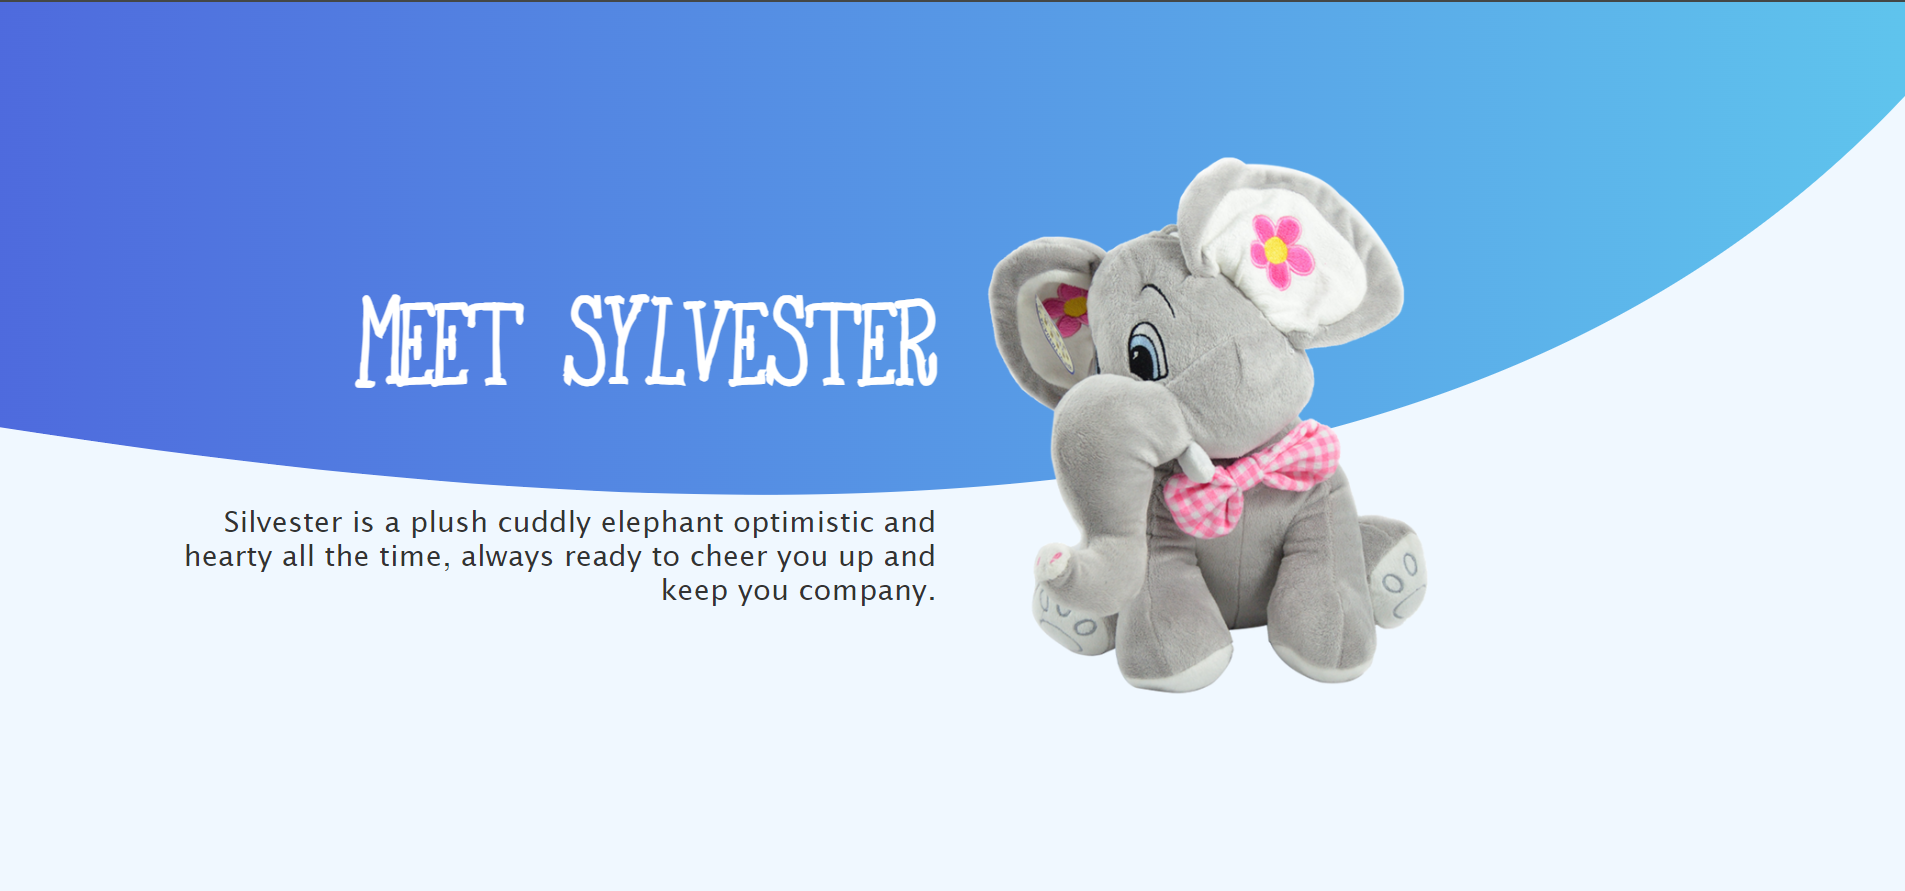 MEET SYLVESTER
Silvester is a plush cuddly elephant optimistic and
hearty all the time, always ready to cheer you up and
keep you company.